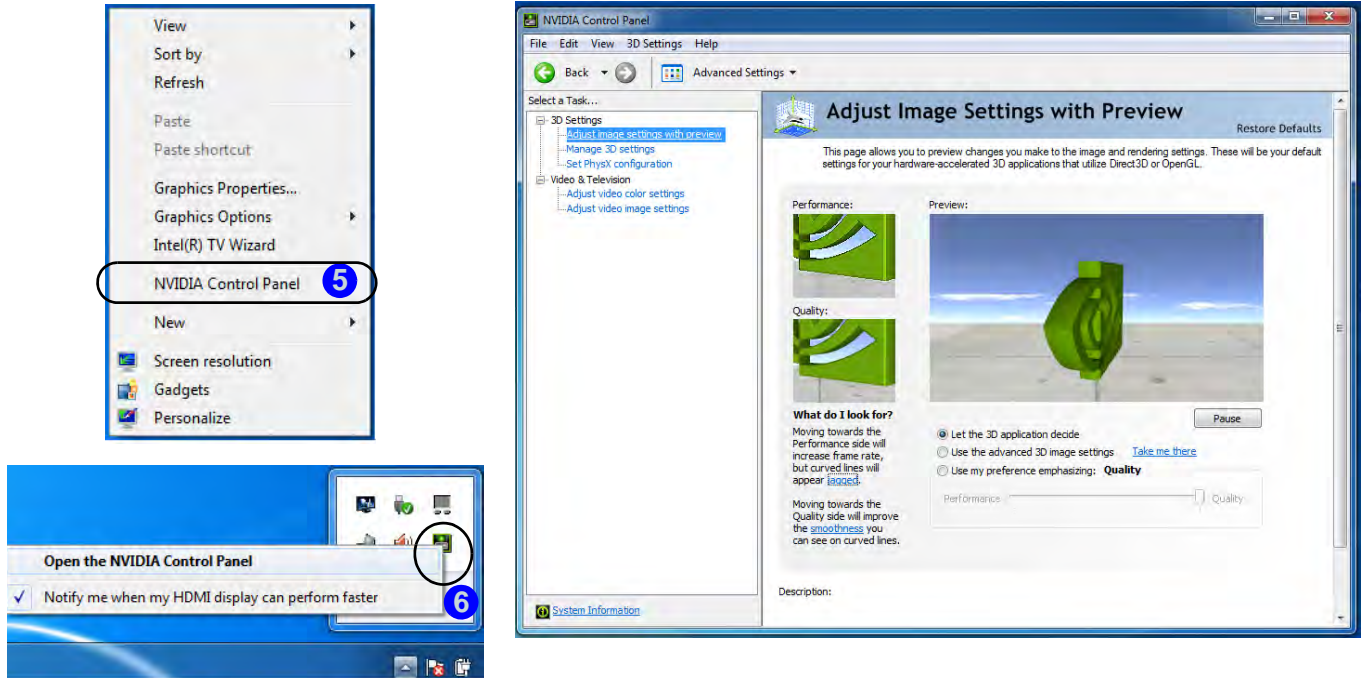 View
Sort by
Refresh
Paste
Paste shortcut
Graphics Properties...
Graphics Options
Intel(R) TV Wizard
NVIDIA Control Panel 5
New
Screen resolution
Gadgets
Personalize
Open the NVIDIA Control Panel
Notify me when my HDMI display can perform faster
6
NVIDIA Control Panel
File Edit View 3D Settings Help
Back Advanced Settings
Select a Task...
3D Settings
Adjust image settings with preview
Manage 3D settings
Set PhysX configuration
Video & Television
Adjust video color settings
Adjust video image settings
System Information
Adjust Image Settings with Preview
Restore Defaults
This page allows you to preview changes you make to the image and rendering settings. These will be your default
settings for your hardware-accelerated 3D applications that utilize Direct3D or OpenGL.
Performance:
Quality:
What do I look for?
Moving towards the
Performance side will
increase frame rate,
but curved lines will
appear jagged.
Moving towards the
Quality side will improve
the smoothness you
can see on curved lines.
Preview:
Pause
Let the 3D application decide
Use the advanced 3D image settings Take me there
Use my preference emphasizing: Quality
Performance Quality
Description: